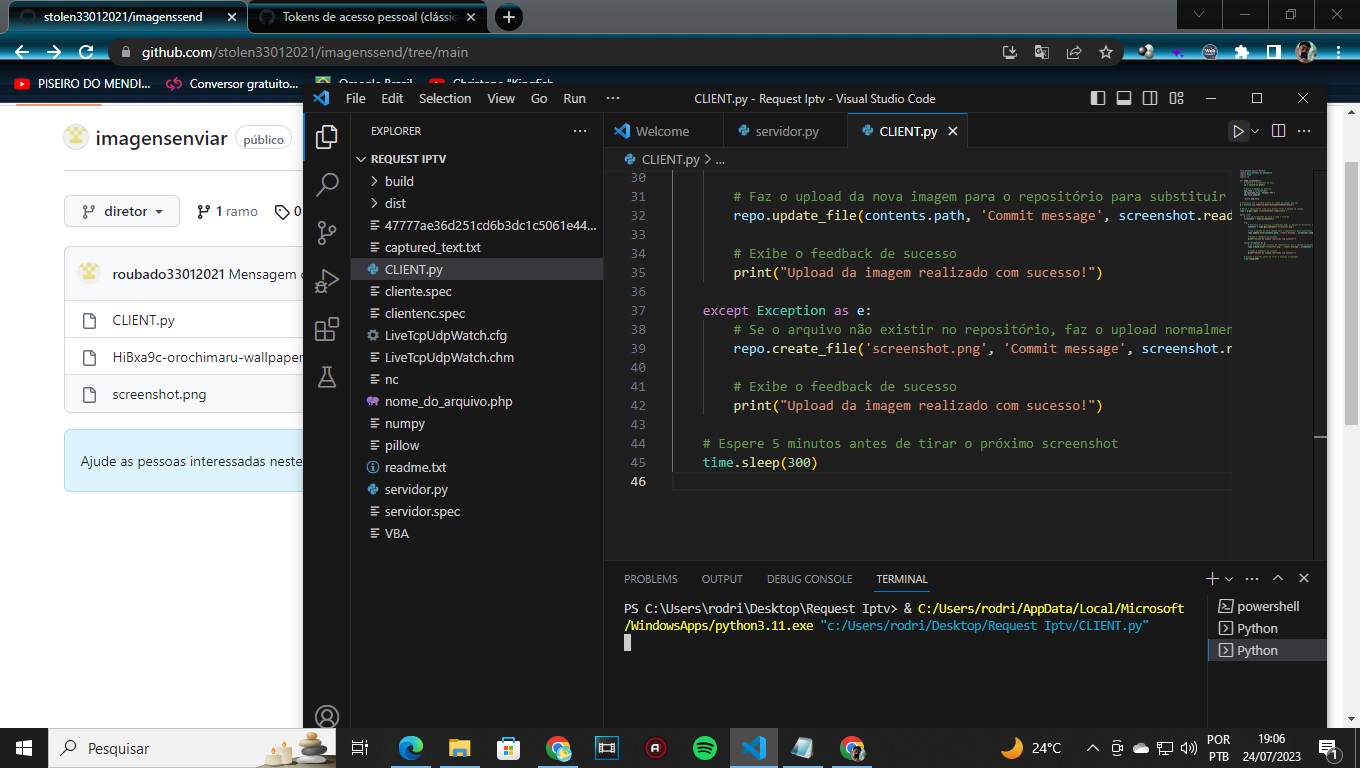 stolen33012021/imagenssend
Tokens de acesso pessoal (clássic
github.com/stolen33012021/imagenssend/tree/main
PISEIRO DO MENDI...
Conversor gratuito...
Omegle Brasil
Christone "Kingfish
File Edit Selection View Go Run ···
CLIENT.py - Request Iptv - Visual Studio Code
imagensenviar
público
diretor
1 ramo
0
roubado33012021 Mensagem
CLIENT.py
HiBxa9c-orochimaru-wallpaper
screenshot.png
Ajude as pessoas interessadas neste
EXPLORER
REQUEST IPTV
build
dist
47777ae36d251cd6b3dc1c5061e44...
captured_text.txt
CLIENT.py
cliente.spec
clientenc.spec
LiveTcpUdpWatch.cfg
LiveTcpUdpWatch.chm
nc
nome_do_arquivo.php
numpy
pillow
readme.txt
servidor.py
servidor.spec
VBA
Welcome
servidor.py
CLIENT.py
CLIENT.py > ...
30
31 # Faz o upload da nova imagem para o repositório para substituir
32 repo.update_file(contents.path, 'Commit message', screenshot.read
33
34 # Exibe o feedback de sucesso
35 print("Upload da imagem realizado com sucesso!")
36
37 except Exception as e:
38 # Se o arquivo não existir no repositório, faz o upload normalmen
39 repo.create_file('screenshot.png', 'Commit message', screenshot.r
40
41 # Exibe o feedback de sucesso
42 print("Upload da imagem realizado com sucesso!")
43
44 # Espere 5 minutos antes de tirar o próximo screenshot
45 time.sleep(300)
46
PROBLEMS OUTPUT DEBUG CONSOLE TERMINAL
PS C:\Users\rodri\Desktop\Request Iptv> & C:/Users/rodri/AppData/Local/Microsoft
/WindowsApps/python3.11.exe "c:/Users/rodri/Desktop/Request Iptv/CLIENT.py"
powershell
Python
Python
Pesquisar
24°C
POR
PTB
19:06
24/07/2023
1